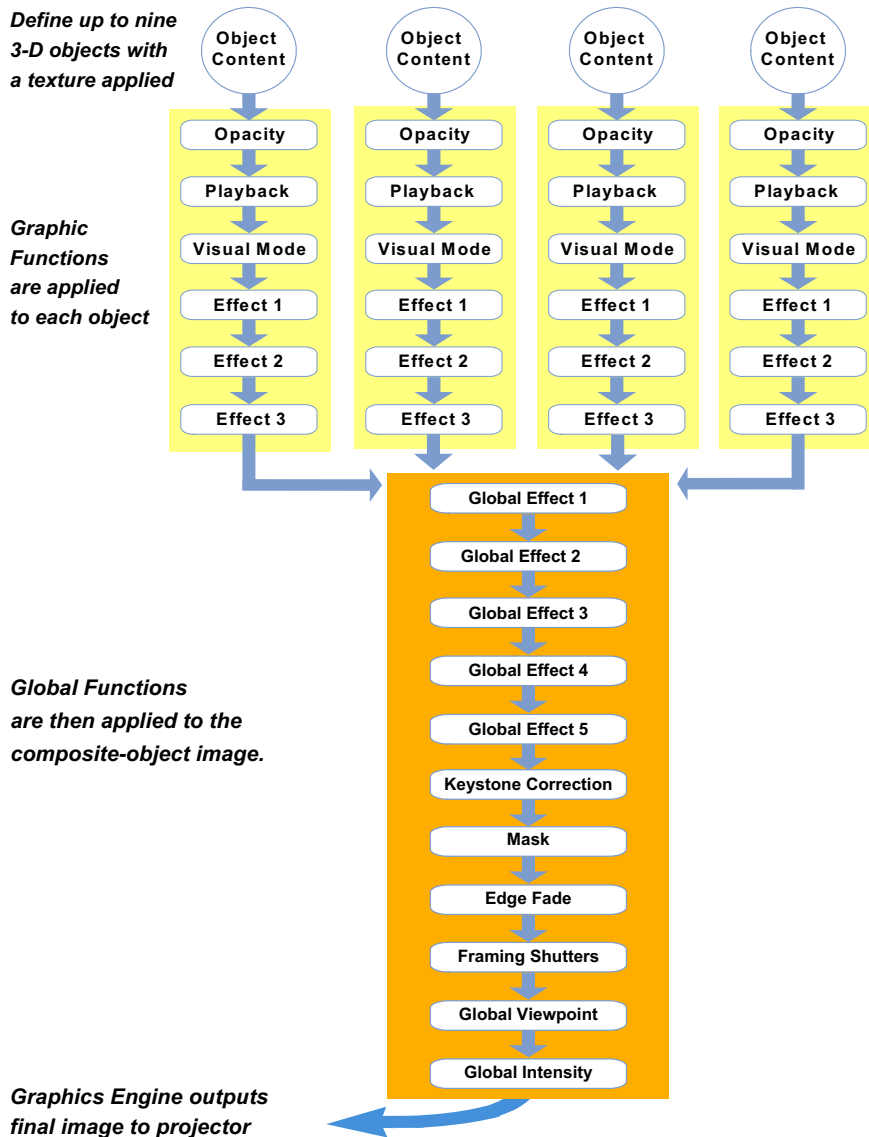 Define up to nine
3-D objects with
a texture applied
Object
Content
Object
Content
Object
Content
Object
Content
Graphic
Functions
are applied
to each object
Opacity
Playback
Visual Mode
Effect 1
Effect 2
Effect 3
Opacity
Playback
Visual Mode
Effect 1
Effect 2
Effect 3
Opacity
Playback
Visual Mode
Effect 1
Effect 2
Effect 3
Opacity
Playback
Visual Mode
Effect 1
Effect 2
Effect 3
Global Functions
are then applied to the
composite-object image.
Global Effect 1
Global Effect 2
Global Effect 3
Global Effect 4
Global Effect 5
Keystone Correction
Mask
Edge Fade
Framing Shutters
Global Viewpoint
Global Intensity
Graphics Engine outputs
final image to projector